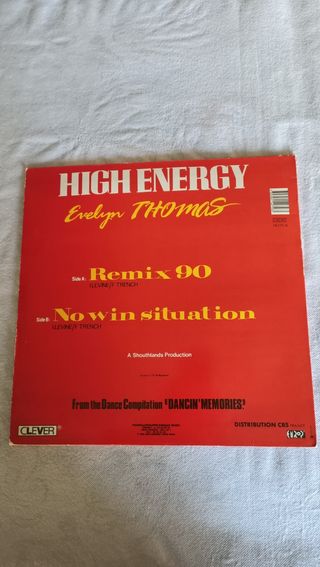 HIGH ENERGY
Evelyn THOMAS
Side A: Remix 90
I.LEVINE/F. TRENCH
Side B: No win situation
I.LEVINE/F. TRENCH
A Shouthlands Production
From the Dance Compilation "DANCIN' MEMORIES."
CLEVER
DISTRIBUTION CBS